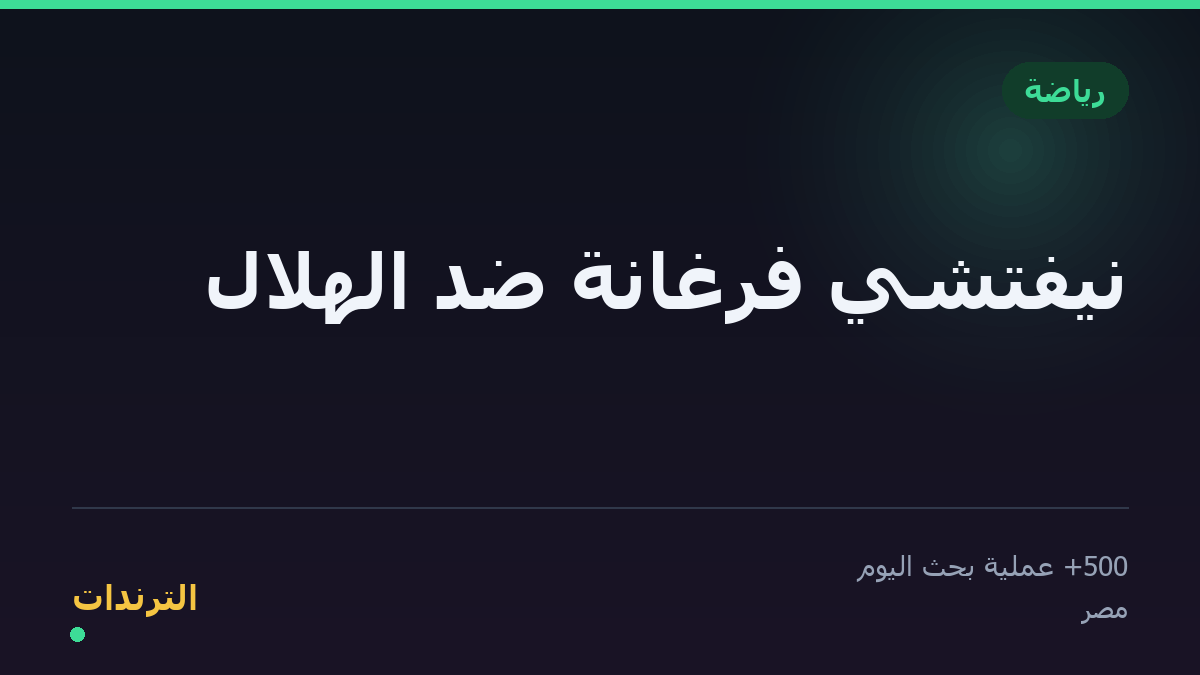 رياضة
نيفتشي فرغانة ضد الهلال
500+ عملية بحث اليوم
مصر
الترندات